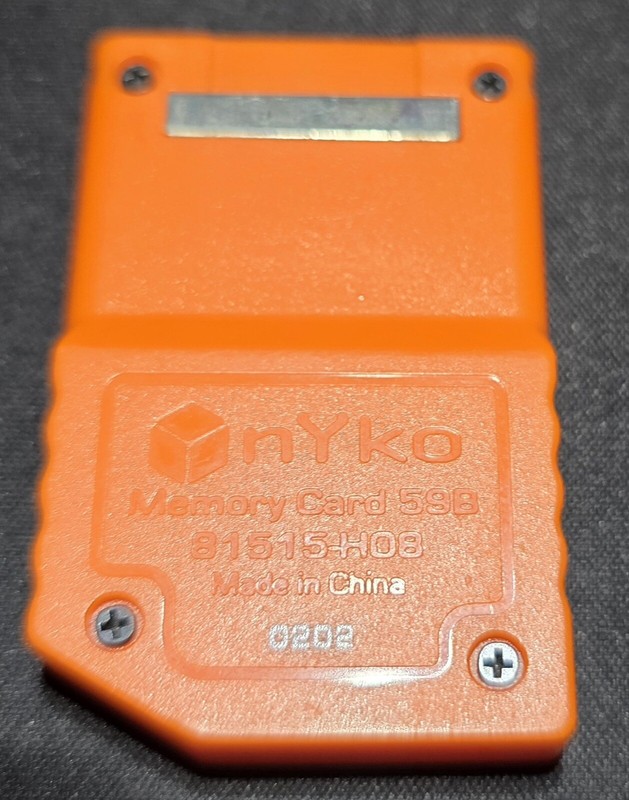 nYko
Memory Card 59B
81515-H08
Made in China
0202